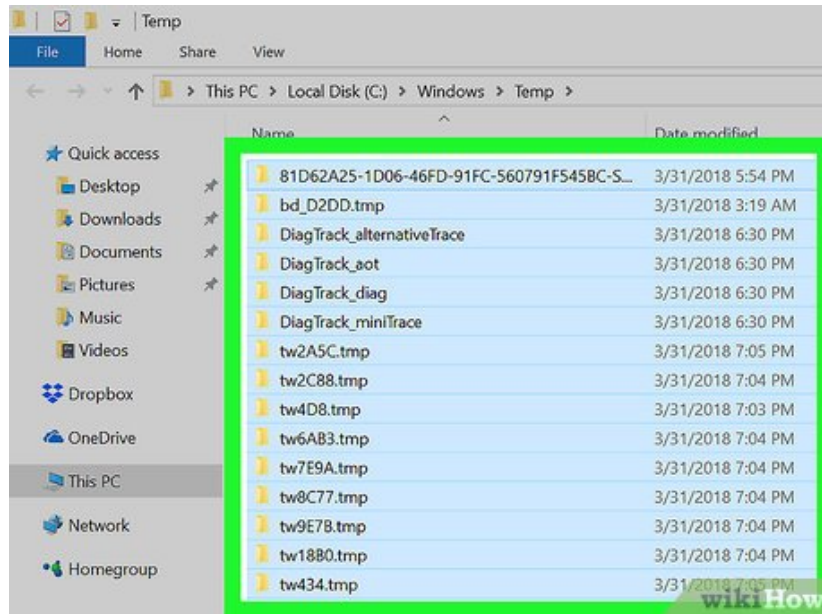 Temp
File Home Share View
This PC > Local Disk (C:) > Windows > Temp >
Name Date modified
Quick access
Desktop
Downloads
Documents
Pictures
Music
Videos
Dropbox
OneDrive
This PC
Network
Homegroup
81D62A25-1D06-46FD-91FC-560791F545BC-S... 3/31/2018 5:54 PM
bd_D2DD.tmp 3/31/2018 3:19 AM
DiagTrack_alternativeTrace 3/31/2018 6:30 PM
DiagTrack_aot 3/31/2018 6:30 PM
DiagTrack_diag 3/31/2018 6:30 PM
DiagTrack_miniTrace 3/31/2018 6:30 PM
tw2A5C.tmp 3/31/2018 7:05 PM
tw2C88.tmp 3/31/2018 7:04 PM
tw4D8.tmp 3/31/2018 7:03 PM
tw6AB3.tmp 3/31/2018 7:04 PM
tw7E9A.tmp 3/31/2018 7:04 PM
tw8C77.tmp 3/31/2018 7:04 PM
tw9E7B.tmp 3/31/2018 7:04 PM
tw18B0.tmp 3/31/2018 7:04 PM
tw434.tmp 3/31/2018 7:05 PM
wikiHow